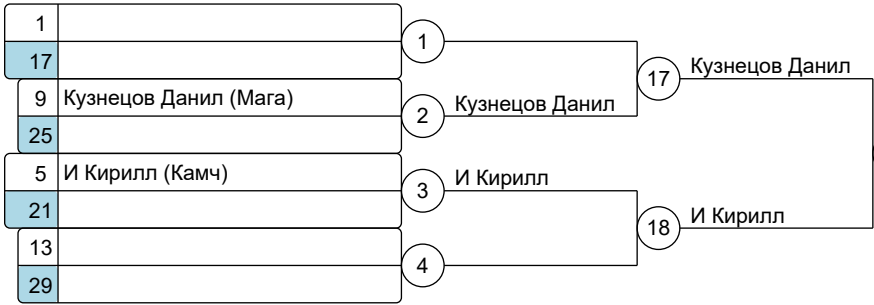 1
17
1
9 Кузнецов Данил (Мага)
25
2
Кузнецов Данил
17
Кузнецов Данил
5 И Кирилл (Камч)
21
3
И Кирилл
13
29
4
18
И Кирилл